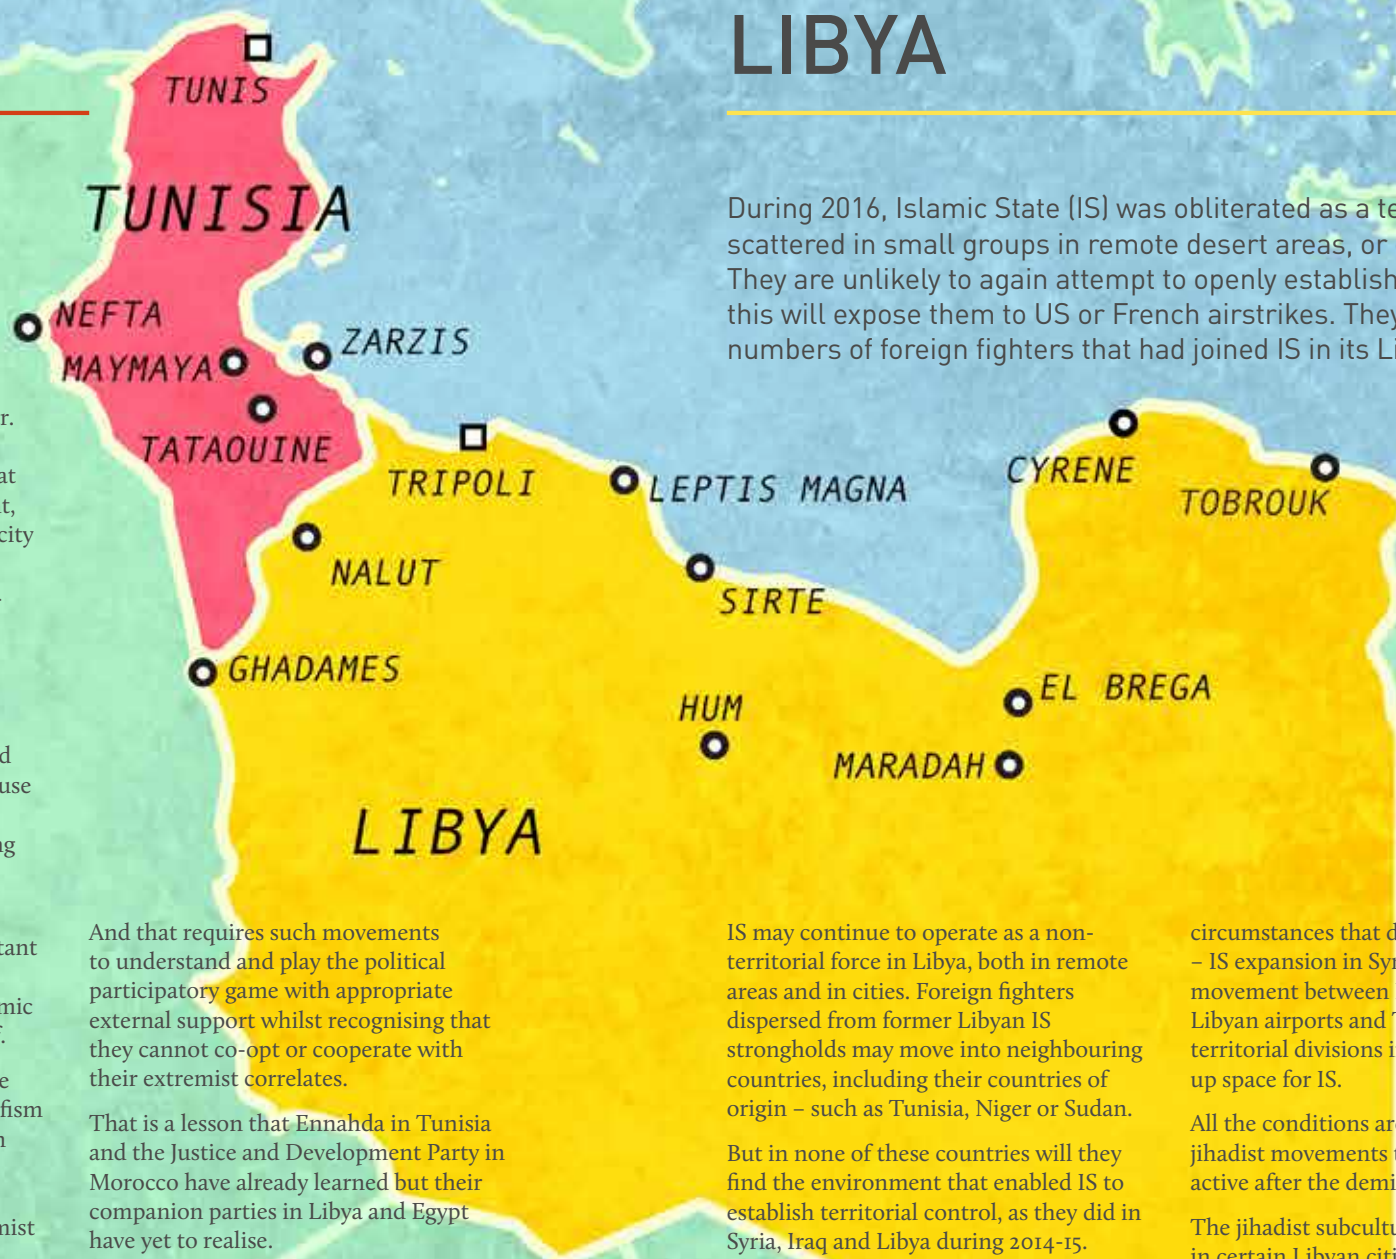 LIBYA
During 2016, Islamic State (IS) was obliterated as a
scattered in small groups in remote desert areas, or
They are unlikely to again attempt to openly establish
this will expose them to US or French airstrikes. They
numbers of foreign fighters that had joined IS in its
TUNIS
TUNISIA
NEFTA
MAYMAYA
ZARZIS
TATAOUINE
TRIPOLI
LEPTIS MAGNA
CYRENE
TOBROUK
NALUT
SIRTE
GHADAMES
HUM
EL BREGA
MARADAH
LIBYA
And that requires such movements
to understand and play the political
participatory game with appropriate
external support whilst recognising that
they cannot co-opt or cooperate with
their extremist correlates.
That is a lesson that Ennahda in Tunisia
and the Justice and Development Party in
Morocco have already learned but their
companion parties in Libya and Egypt
have yet to realise.
IS may continue to operate as a non-
territorial force in Libya, both in remote
areas and in cities. Foreign fighters
dispersed from former Libyan IS
strongholds may move into neighbouring
countries, including their countries of
origin – such as Tunisia, Niger or Sudan.
But in none of these countries will they
find the environment that enabled IS to
establish territorial control, as they did in
Syria, Iraq and Libya during 2014-15.
circumstances that
– IS expansion in
movement between
Libyan airports and
territorial divisions
up space for IS.
All the conditions
jihadist movements
active after the
The jihadist
in certain Libyan